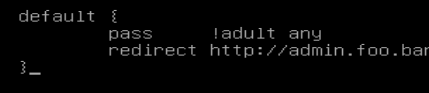 default {
pass !adult any
redirect http://admin.foo.bar
}_